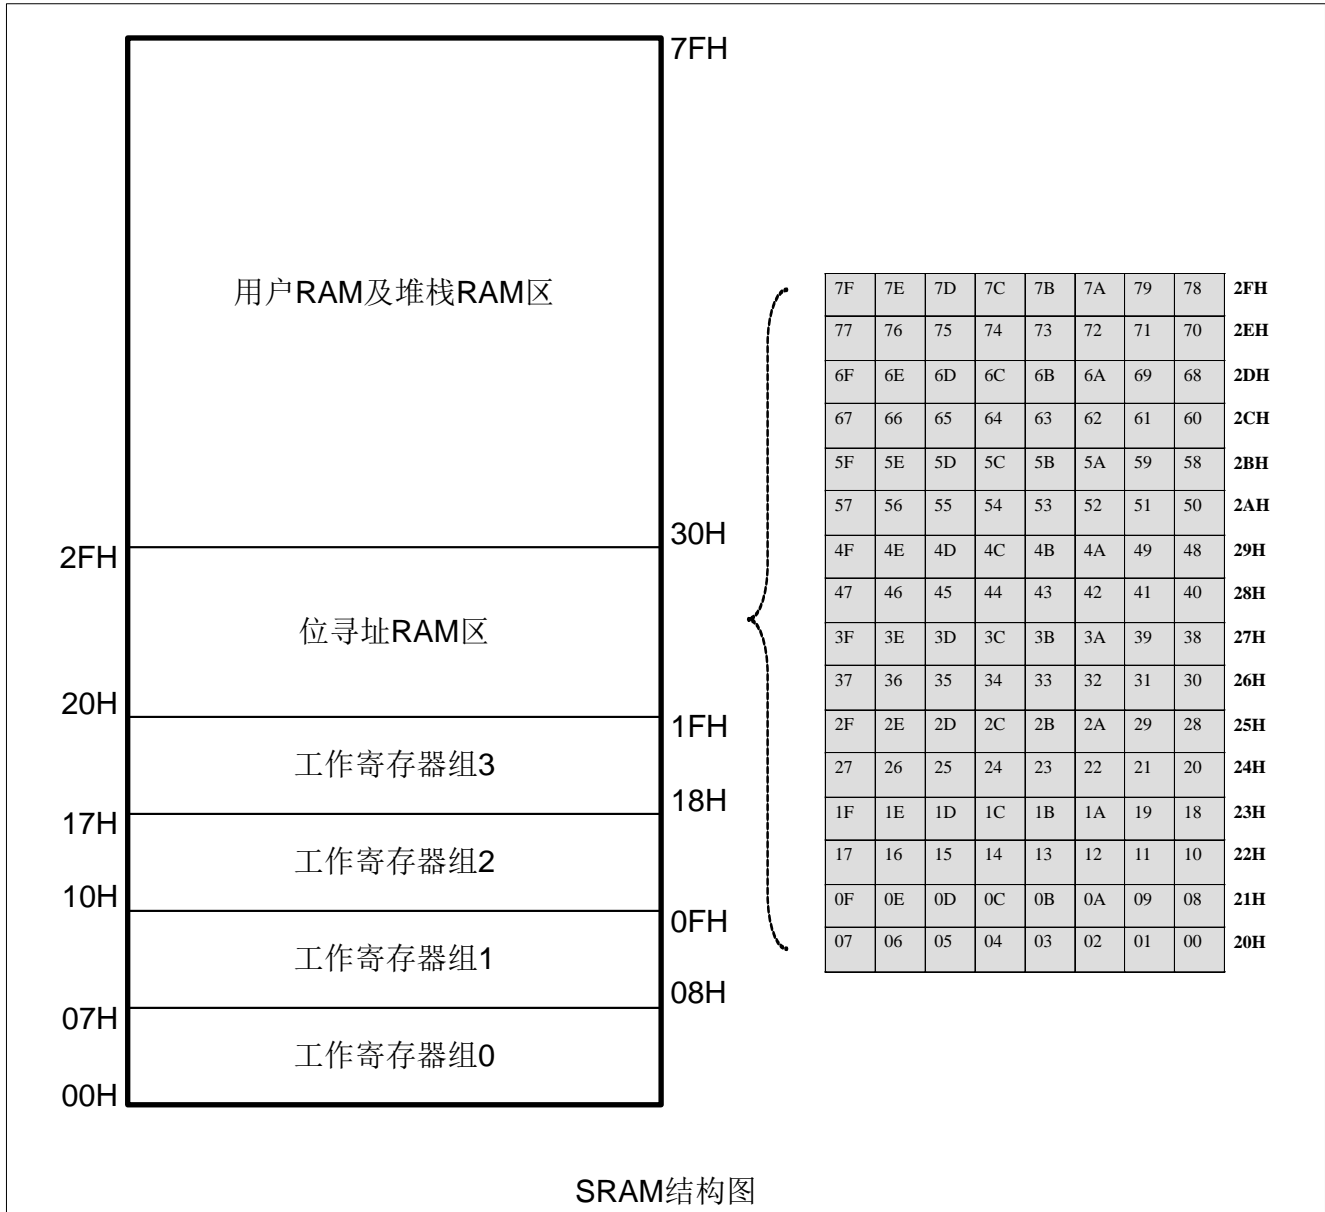 7FH
用户RAM及堆栈RAM区
30H
2FH
位寻址RAM区
20H
1FH
工作寄存器组3
18H
17H
工作寄存器组2
10H
0FH
工作寄存器组1
08H
07H
工作寄存器组0
00H
7F 7E 7D 7C 7B 7A 79 78 2FH
77 76 75 74 73 72 71 70 2EH
6F 6E 6D 6C 6B 6A 69 68 2DH
67 66 65 64 63 62 61 60 2CH
5F 5E 5D 5C 5B 5A 59 58 2BH
57 56 55 54 53 52 51 50 2AH
4F 4E 4D 4C 4B 4A 49 48 29H
47 46 45 44 43 42 41 40 28H
3F 3E 3D 3C 3B 3A 39 38 27H
37 36 35 34 33 32 31 30 26H
2F 2E 2D 2C 2B 2A 29 28 25H
27 26 25 24 23 22 21 20 24H
1F 1E 1D 1C 1B 1A 19 18 23H
17 16 15 14 13 12 11 10 22H
0F 0E 0D 0C 0B 0A 09 08 21H
07 06 05 04 03 02 01 00 20H
SRAM结构图